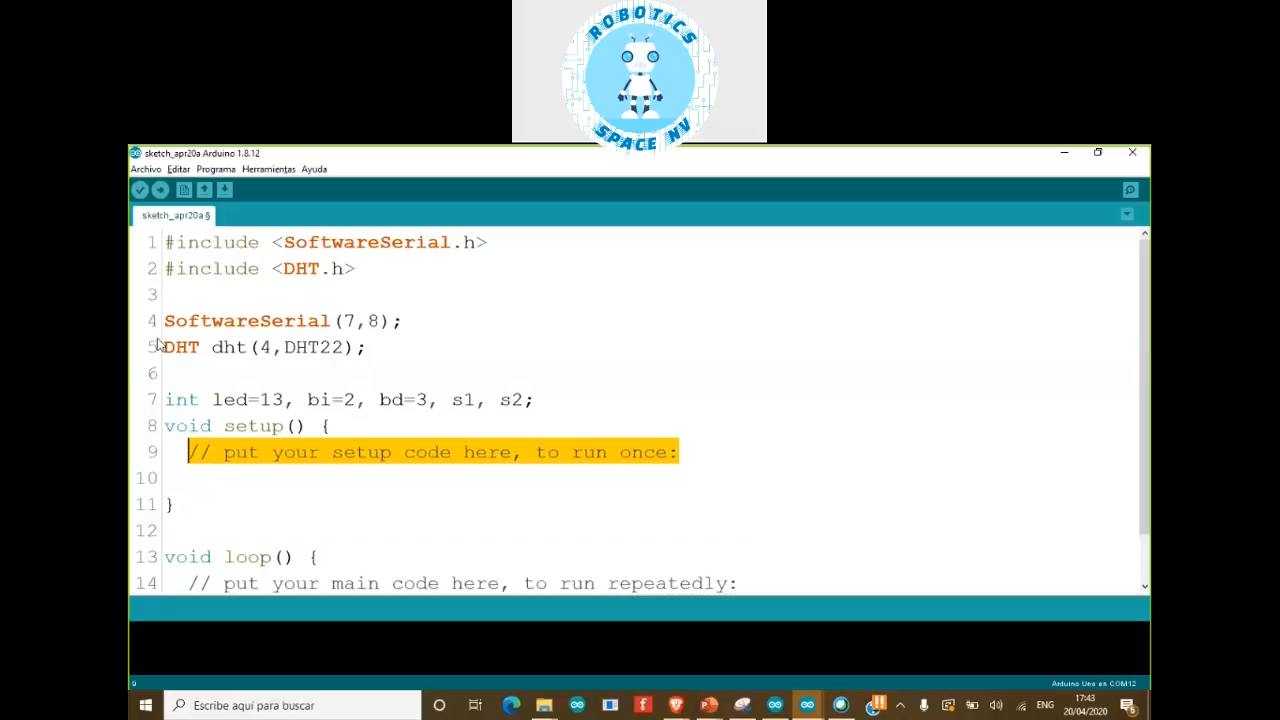 ROBOTICS
SPACE NV
sketch_apr20a Arduino 1.8.12
Archivo Editar Programa Herramientas Ayuda
sketch_apr20a §
1 #include <SoftwareSerial.h>
2 #include <DHT.h>
3
4 SoftwareSerial(7,8);
5 DHT dht(4,DHT22);
6
7 int led=13, bi=2, bd=3, s1, s2;
8 void setup() {
9 // put your setup code here, to run once:
10
11 }
12
13 void loop() {
14 // put your main code here, to run repeatedly:
9 Arduino Uno en COM12
Escribe aquí para buscar
ENG
17:43
20/04/2020